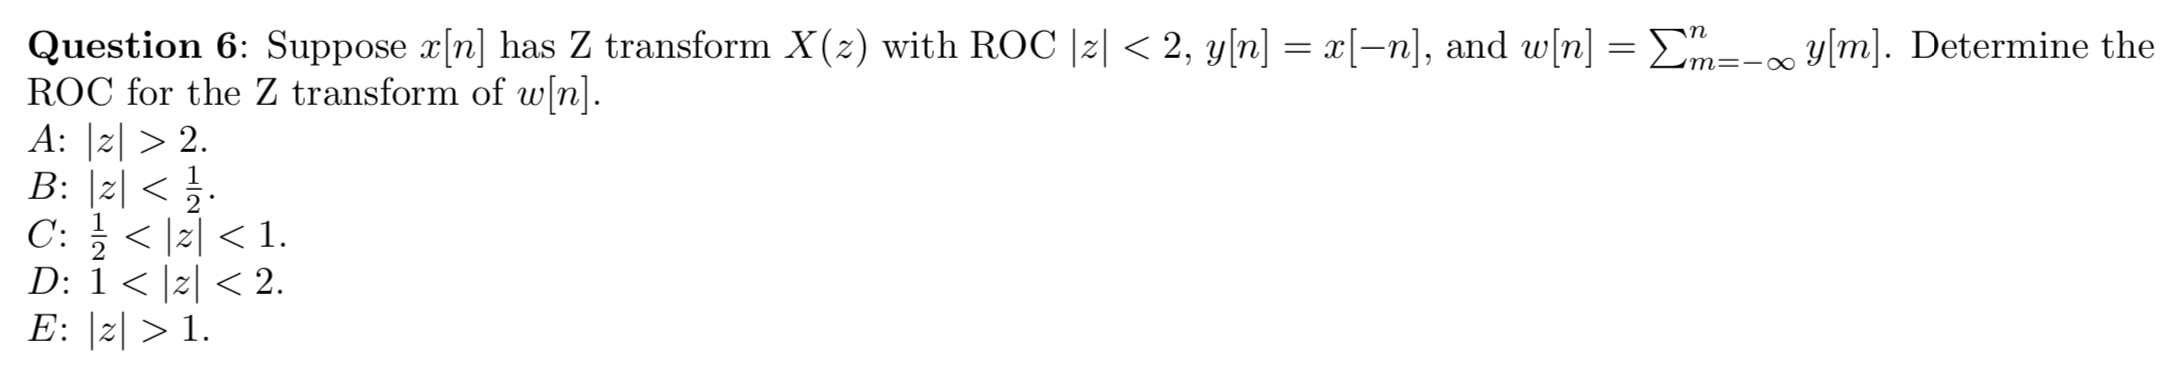 Question 6: Suppose x[n] has Z transform X(z) with ROC |z| < 2, y[n] = x[−n], and w[n] = ∑ⁿₘ₌₋∞ y[m]. Determine the
ROC for the Z transform of w[n].
A: |z| > 2.
B: |z| < 1/2.
C: 1/2 < |z| < 1.
D: 1 < |z| < 2.
E: |z| > 1.